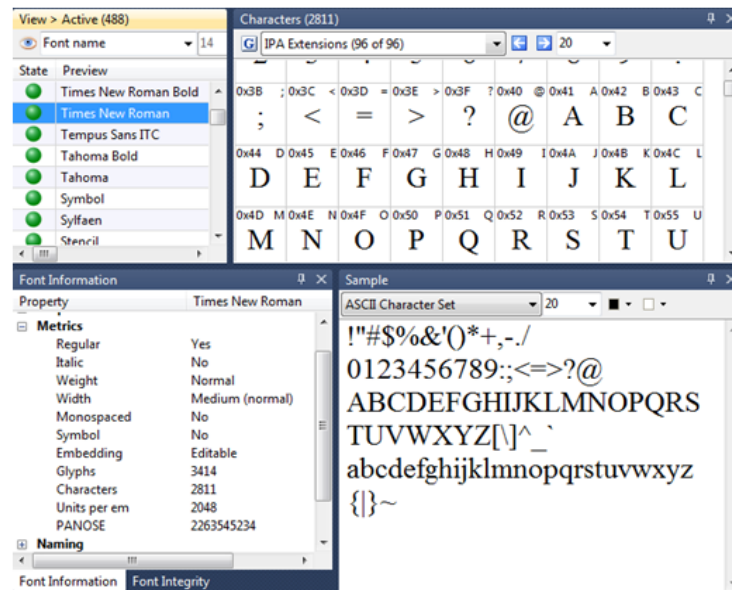 View > Active (488)
Font name 14
State Preview
Times New Roman Bold
Times New Roman
Tempus Sans ITC
Tahoma Bold
Tahoma
Symbol
Sylfaen
Stencil
Characters (2811)
G IPA Extensions (96 of 96) 20
0x3B ; 0x3C < 0x3D = 0x3E > 0x3F ? 0x40 @ 0x41 A 0x42 B 0x43 C
; < = > ? @ A B C
0x44 D 0x45 E 0x46 F 0x47 G 0x48 H 0x49 I 0x4A J 0x4B K 0x4C L
D E F G H I J K L
0x4D M 0x4E N 0x4F O 0x50 P 0x51 Q 0x52 R 0x53 S 0x54 T 0x55 U
M N O P Q R S T U
Font Information
Property Times New Roman
Metrics
Regular Yes
Italic No
Weight Normal
Width Medium (normal)
Monospaced No
Symbol No
Embedding Editable
Glyphs 3414
Characters 2811
Units per em 2048
PANOSE 2263545234
Naming
Font Information Font Integrity
Sample
ASCII Character Set 20
!"#$%&'()*+,-./
0123456789:;<=>?@
ABCDEFGHIJKLMNOPQRS
TUVWXYZ[\]^_`
abcdefghijklmnopqrstuvwxyz
{|}~